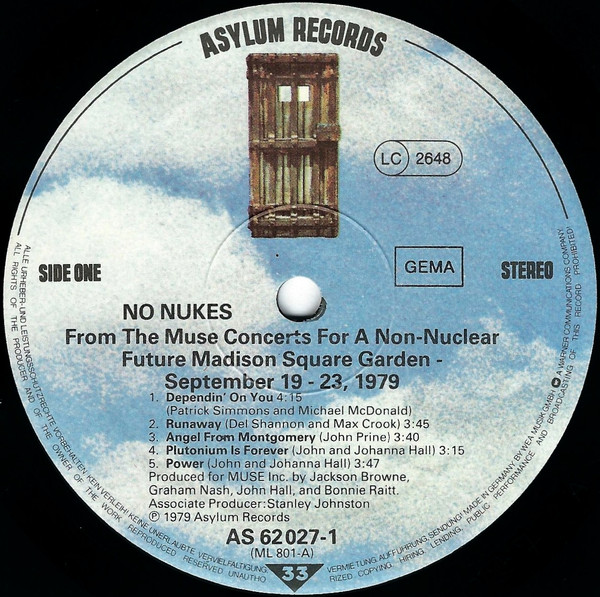 ASYLUM RECORDS
LC 2648
SIDE ONE
GEMA
STEREO
NO NUKES
From The Muse Concerts For A Non-Nuclear
Future Madison Square Garden -
September 19 - 23, 1979
1. Dependin' On You 4:15
(Patrick Simmons and Michael McDonald)
2. Runaway (Del Shannon and Max Crook) 3:45
3. Angel From Montgomery (John Prine) 3:40
4. Plutonium Is Forever (John and Johanna Hall) 3:15
5. Power (John and Johanna Hall) 3:47
Produced for MUSE Inc. by Jackson Browne,
Graham Nash, John Hall, and Bonnie Raitt.
Associate Producer: Stanley Johnston
℗ 1979 Asylum Records
AS 62 027-1
(ML 801-A)
33
ALLE URHEBER- UND LEISTUNGSSCHUTZRECHTE VORBEHALTEN. KEIN VERLEIH! KEINE UNERLAUBTE VERVIELFÄLTIGUNG, VERMIETUNG, AUFFÜHRUNG, SENDUNG! MADE IN GERMANY, BY WEA MUSIK GMBH A WARNER COMMUNICATIONS COMPANY.
ALL RIGHTS OF THE PRODUCER AND OF THE OWNER OF THE WORK REPRODUCED RESERVED. UNAUTHORIZED COPYING, HIRING, LENDING, PUBLIC PERFORMANCE AND BROADCASTING OF THIS RECORD PROHIBITED!